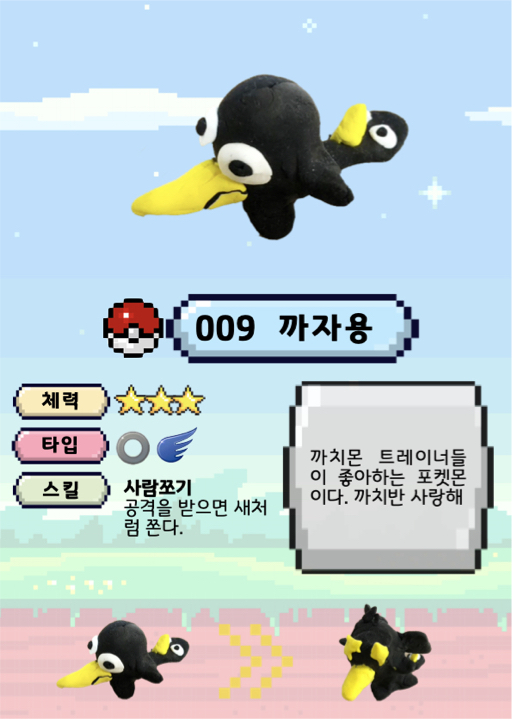 009 까자용
체력
타입
스킬
사람쪼기
공격을 받으면 새처
럼 쫀다.
까치몬 트레이너들
이 좋아하는 포켓몬
이다. 까치반 사랑해